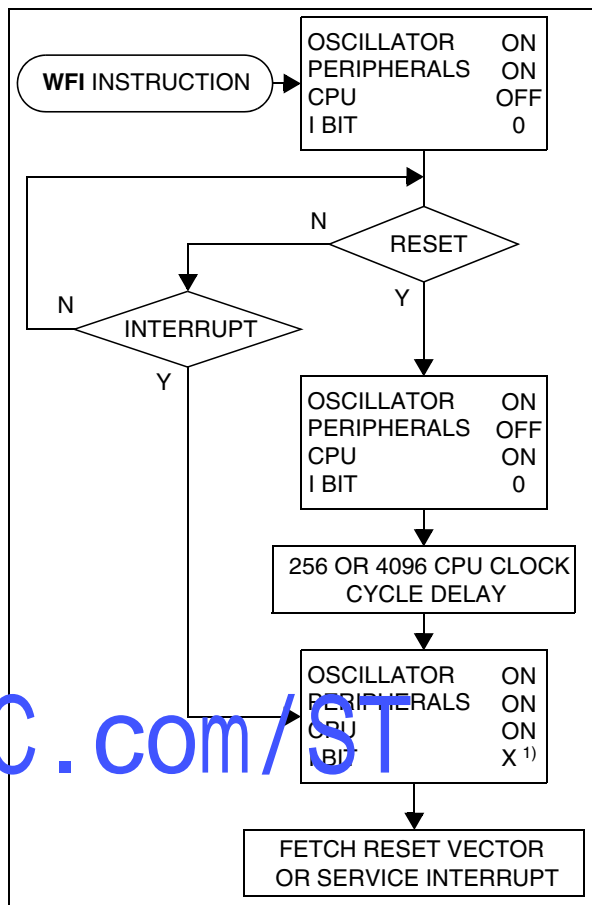 WFI INSTRUCTION
OSCILLATOR ON
PERIPHERALS ON
CPU OFF
I BIT 0
N
RESET
N
Y
INTERRUPT
Y
OSCILLATOR ON
PERIPHERALS OFF
CPU ON
I BIT 0
256 OR 4096 CPU CLOCK
CYCLE DELAY
OSCILLATOR ON
PERIPHERALS ON
CPU ON
I BIT X 1)
C.com/ST
FETCH RESET VECTOR
OR SERVICE INTERRUPT